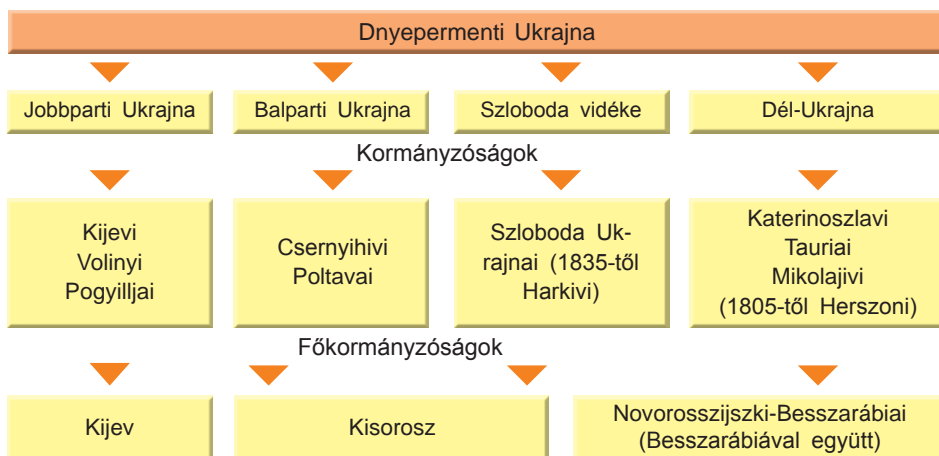 Dnyepermenti Ukrajna
Jobbparti Ukrajna
Balparti Ukrajna
Szloboda vidéke
Dél-Ukrajna
Kormányzóságok
Kijevi
Volinyi
Pogyilljai
Csernyihivi
Poltavai
Szloboda Uk-
rajnai (1835-től
Harkivi)
Katerinoszlavi
Tauriai
Mikolajivi
(1805-től Herszoni)
Főkormányzóságok
Kijev
Kisorosz
Novorosszijszki-Besszarábiai
(Besszarábiával együtt)